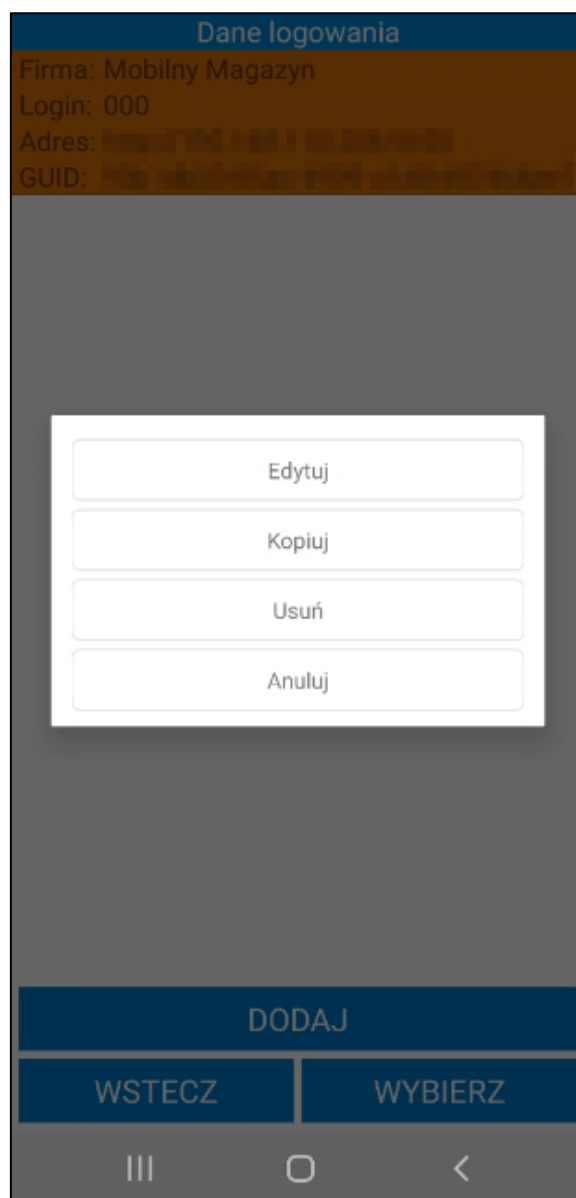 Dane logowania
Firma: Mobilny Magazyn
Login: 000
Adres:
GUID:
Edytuj
Kopiuj
Usuń
Anuluj
DODAJ
WSTECZ
WYBIERZ